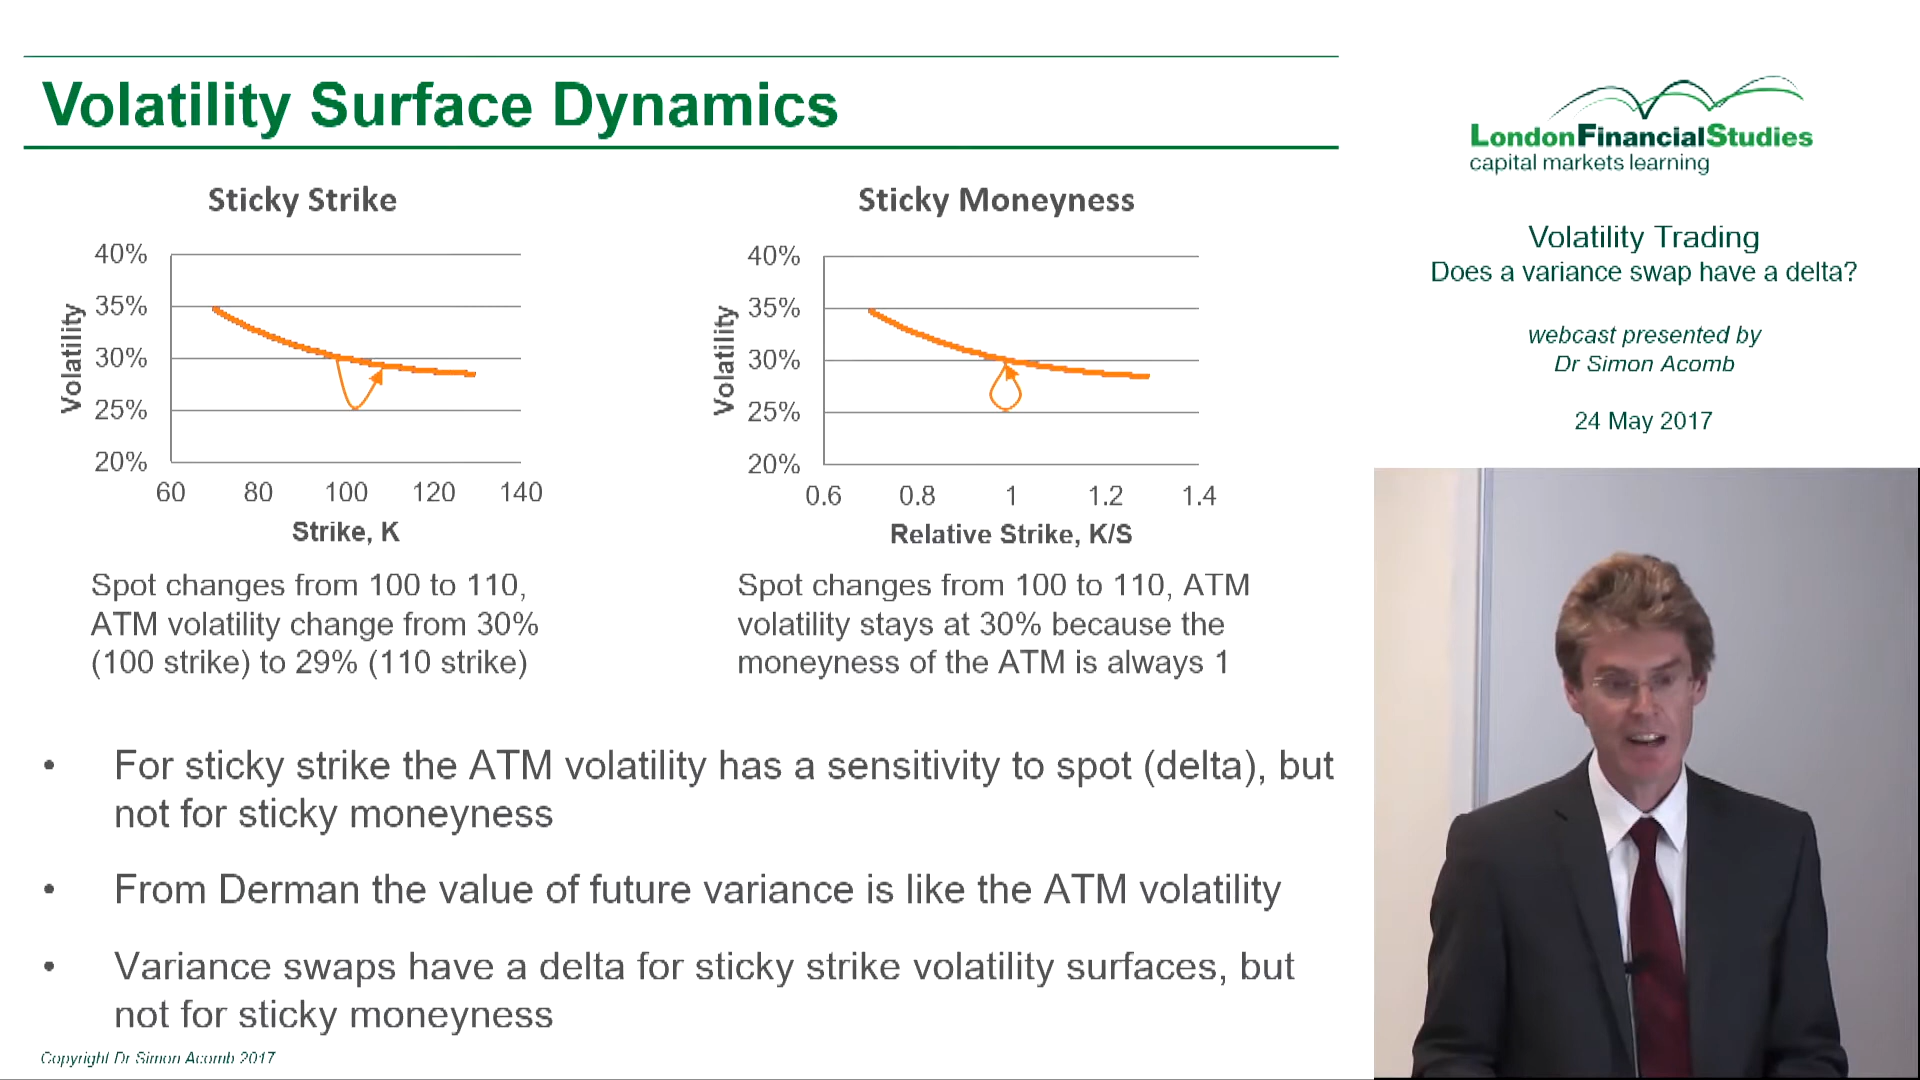 Volatility Surface Dynamics
Sticky Strike
40%
35%
30%
25%
20%
Volatility
60 80 100 120 140
Strike, K
Spot changes from 100 to 110,
ATM volatility change from 30%
(100 strike) to 29% (110 strike)
Sticky Moneyness
40%
35%
30%
25%
20%
Volatility
0.6 0.8 1 1.2 1.4
Relative Strike, K/S
Spot changes from 100 to 110, ATM
volatility stays at 30% because the
moneyness of the ATM is always 1
• For sticky strike the ATM volatility has a sensitivity to spot (delta), but
not for sticky moneyness
• From Derman the value of future variance is like the ATM volatility
• Variance swaps have a delta for sticky strike volatility surfaces, but
not for sticky moneyness
Copyright Dr Simon Acomb 2017
LondonFinancialStudies
capital markets learning
Volatility Trading
Does a variance swap have a delta?
webcast presented by
Dr Simon Acomb
24 May 2017